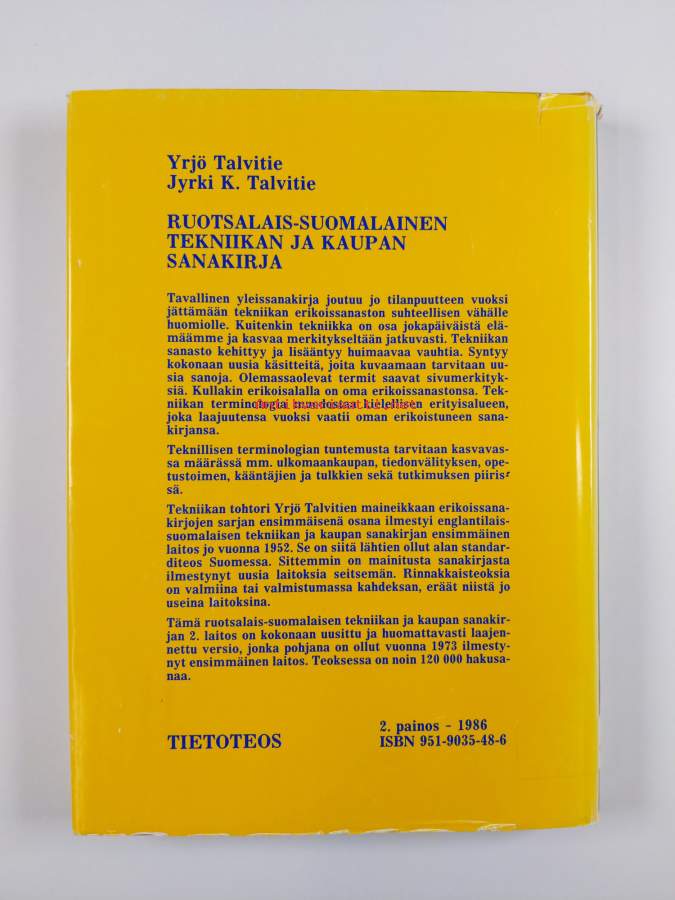 Yrjö Talvitie
Jyrki K. Talvitie
RUOTSALAIS-SUOMALAINEN
TEKNIIKAN JA KAUPAN
SANAKIRJA
Tavallinen yleissanakirja joutuu jo tilanpuutteen vuoksi
jättämään tekniikan erikoissanaston suhteellisen vähälle
huomiolle. Kuitenkin tekniikka on osa jokapäiväistä elä-
määmme ja kasvaa merkitykseltään jatkuvasti. Tekniikan
sanasto kehittyy ja lisääntyy huimaavaa vauhtia. Syntyy
kokonaan uusia käsitteitä, joita kuvaamaan tarvitaan uu-
sia sanoja. Olemassaolevat termit saavat sivumerkityk-
siä. Kullakin erikoisalalla on oma erikoissanastonsa. Tek-
niikan terminologia muodostaa kielellisen erityisalueen,
joka laajuutensa vuoksi vaatii oman erikoistuneen sana-
kirjansa.
Teknillisen terminologian tuntemusta tarvitaan kasvavas-
sa määrässä mm. ulkomaankaupan, tiedonvälityksen, ope-
tustoimen, kääntäjien ja tulkkien sekä tutkimuksen piiris-
sä.
Tekniikan tohtori Yrjö Talvitien maineikkaan erikoissana-
kirjojen sarjan ensimmäisenä osana ilmestyi englantilais-
suomalaisen tekniikan ja kaupan sanakirjan ensimmäinen
laitos jo vuonna 1952. Se on siitä lähtien ollut alan standar-
diteos Suomessa. Sittemmin on mainitusta sanakirjasta
ilmestynyt uusia laitoksia seitsemän. Rinnakkaisteoksia
on valmiina tai valmistumassa kahdeksan, eräät niistä jo
useina laitoksina.
Tämä ruotsalais-suomalaisen tekniikan ja kaupan sanakir-
jan 2. laitos on kokonaan uusittu ja huomattavasti laajen-
nettu versio, jonka pohjana on ollut vuonna 1973 ilmesty-
nyt ensimmäinen laitos. Teoksessa on noin 120 000 hakusa-
naa.
2. painos – 1986
TIETOTEOS
ISBN 951-9035-48-6